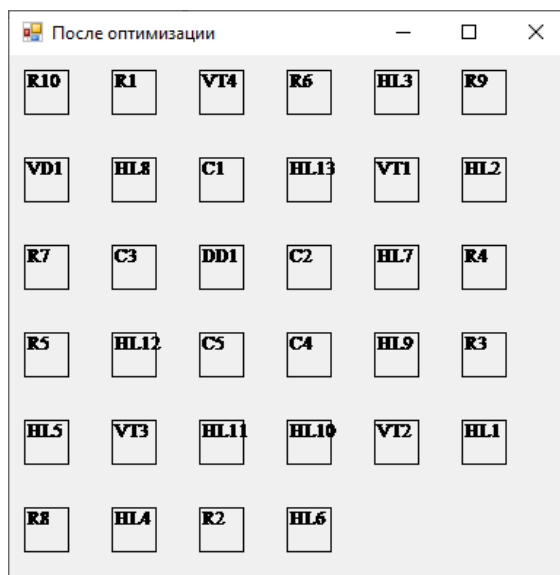 После оптимизации
R10 R1 VT4 R6 HL3 R9
VD1 HL8 C1 HL13 VT1 HL2
R7 C3 DD1 C2 HL7 R4
R5 HL12 C5 C4 HL9 R3
HL5 VT3 HL11 HL10 VT2 HL1
R8 HL4 R2 HL6